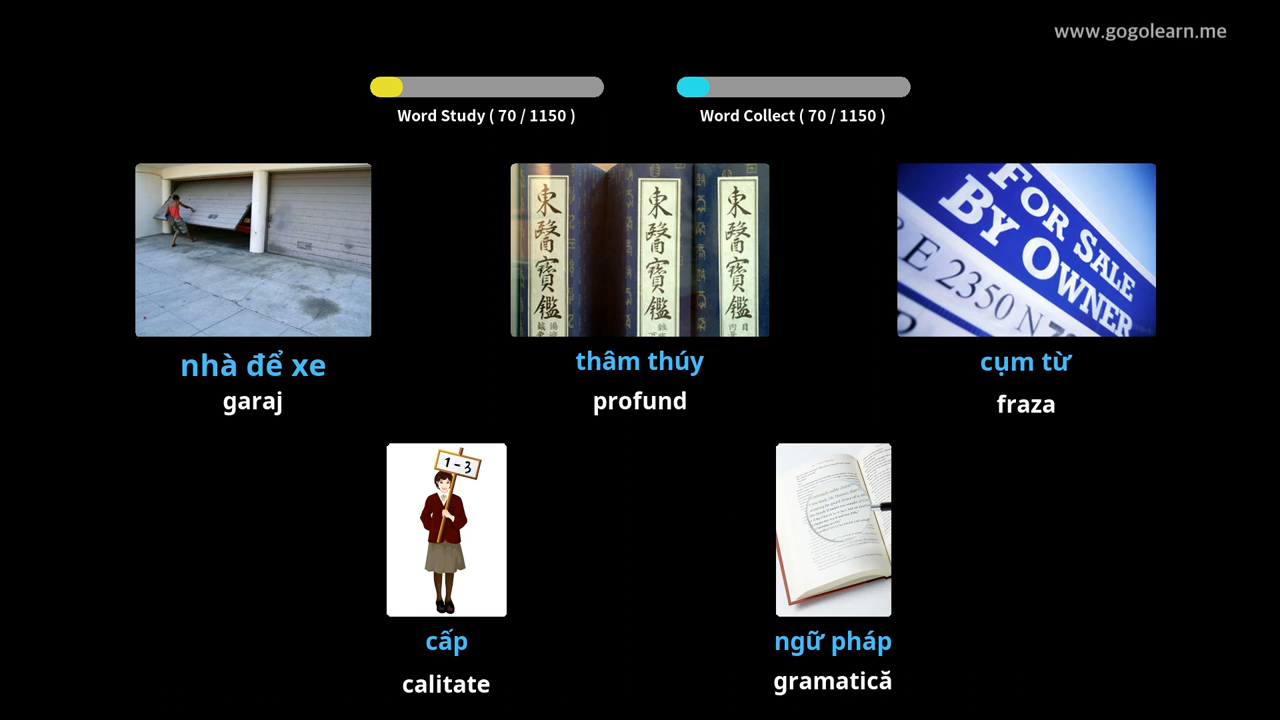 www.gogolearn.me
Word Study ( 70 / 1150 )
Word Collect ( 70 / 1150 )
東醫寶鑑
東醫寶鑑
東醫寶鑑
FOR SALE
BY OWNER
E 2350 N
nhà để xe
garaj
thâm thúy
profund
cụm từ
fraza
1-3
cấp
calitate
ngữ pháp
gramatică